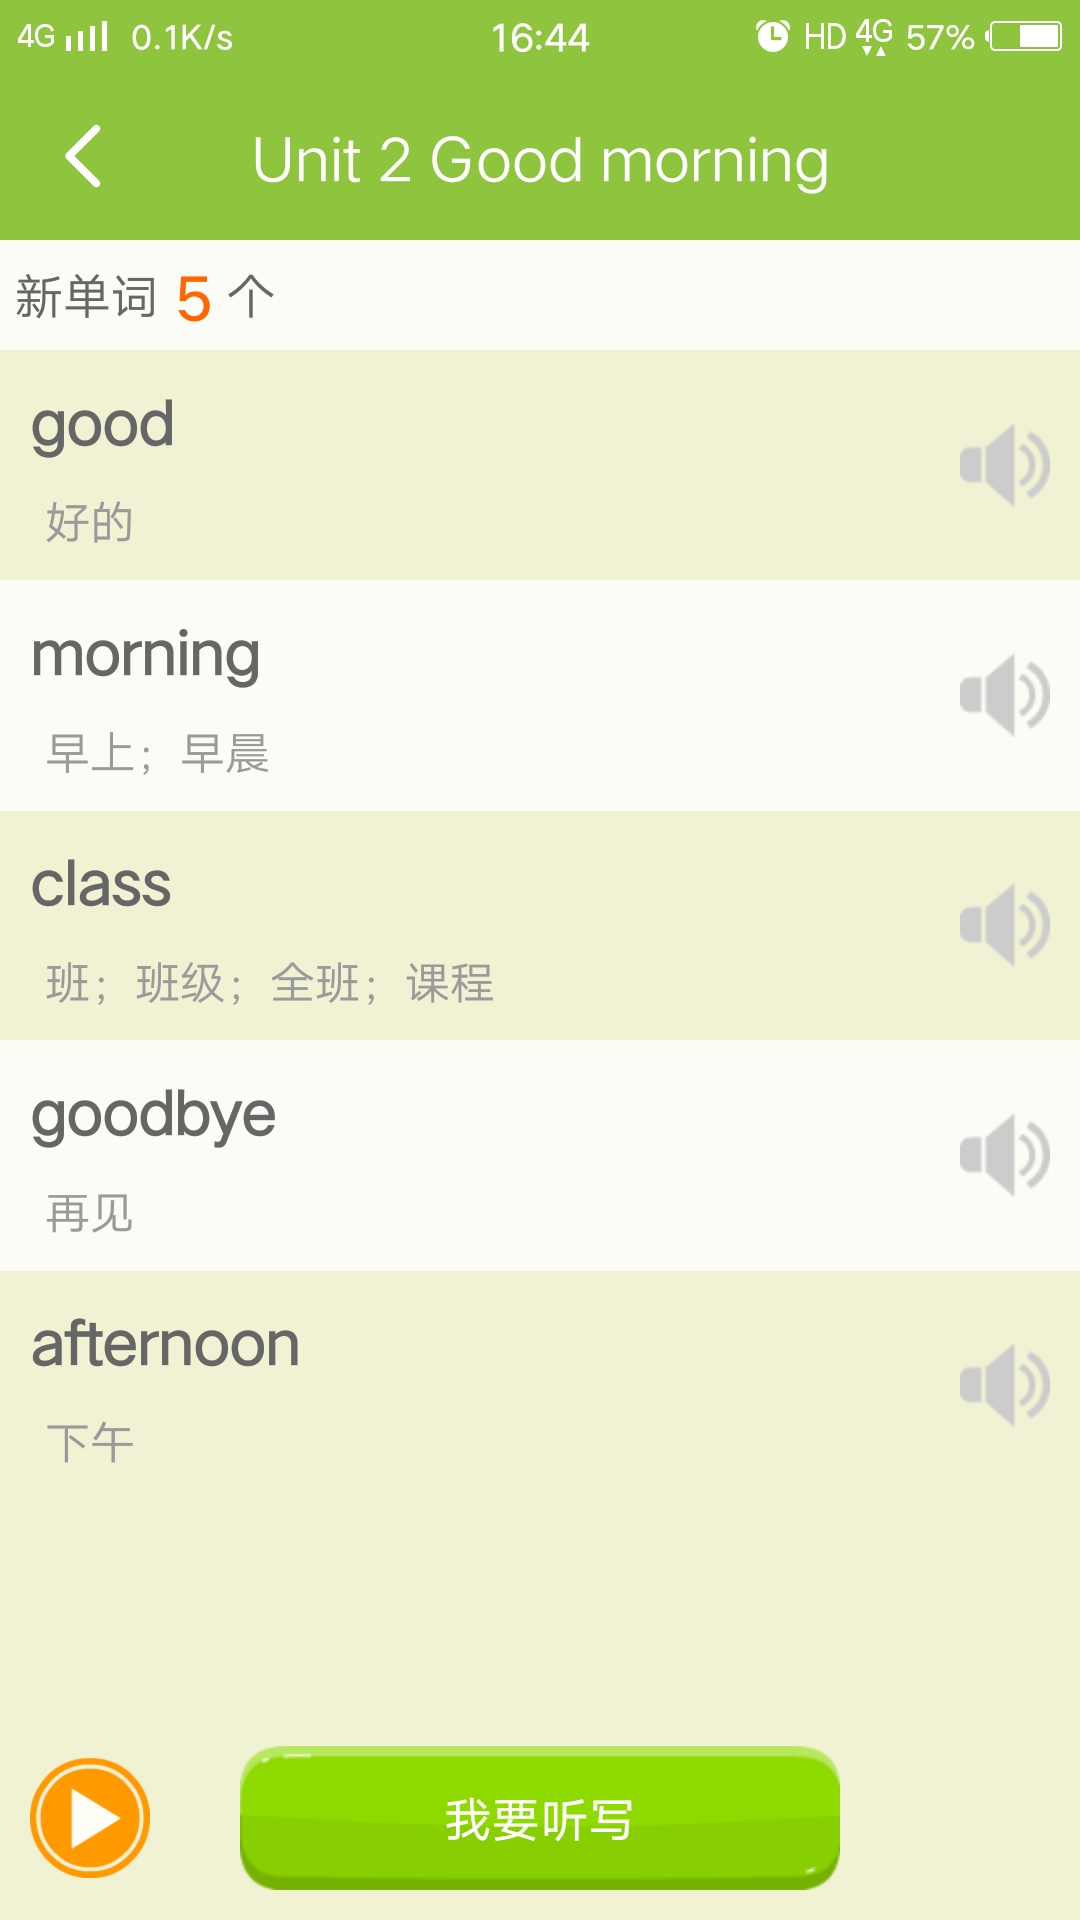 4G 0.1K/s 16:44 HD 4G 57%
Unit 2 Good morning
新单词 5 个
good
好的
morning
早上；早晨
class
班；班级；全班；课程
goodbye
再见
afternoon
下午
我要听写